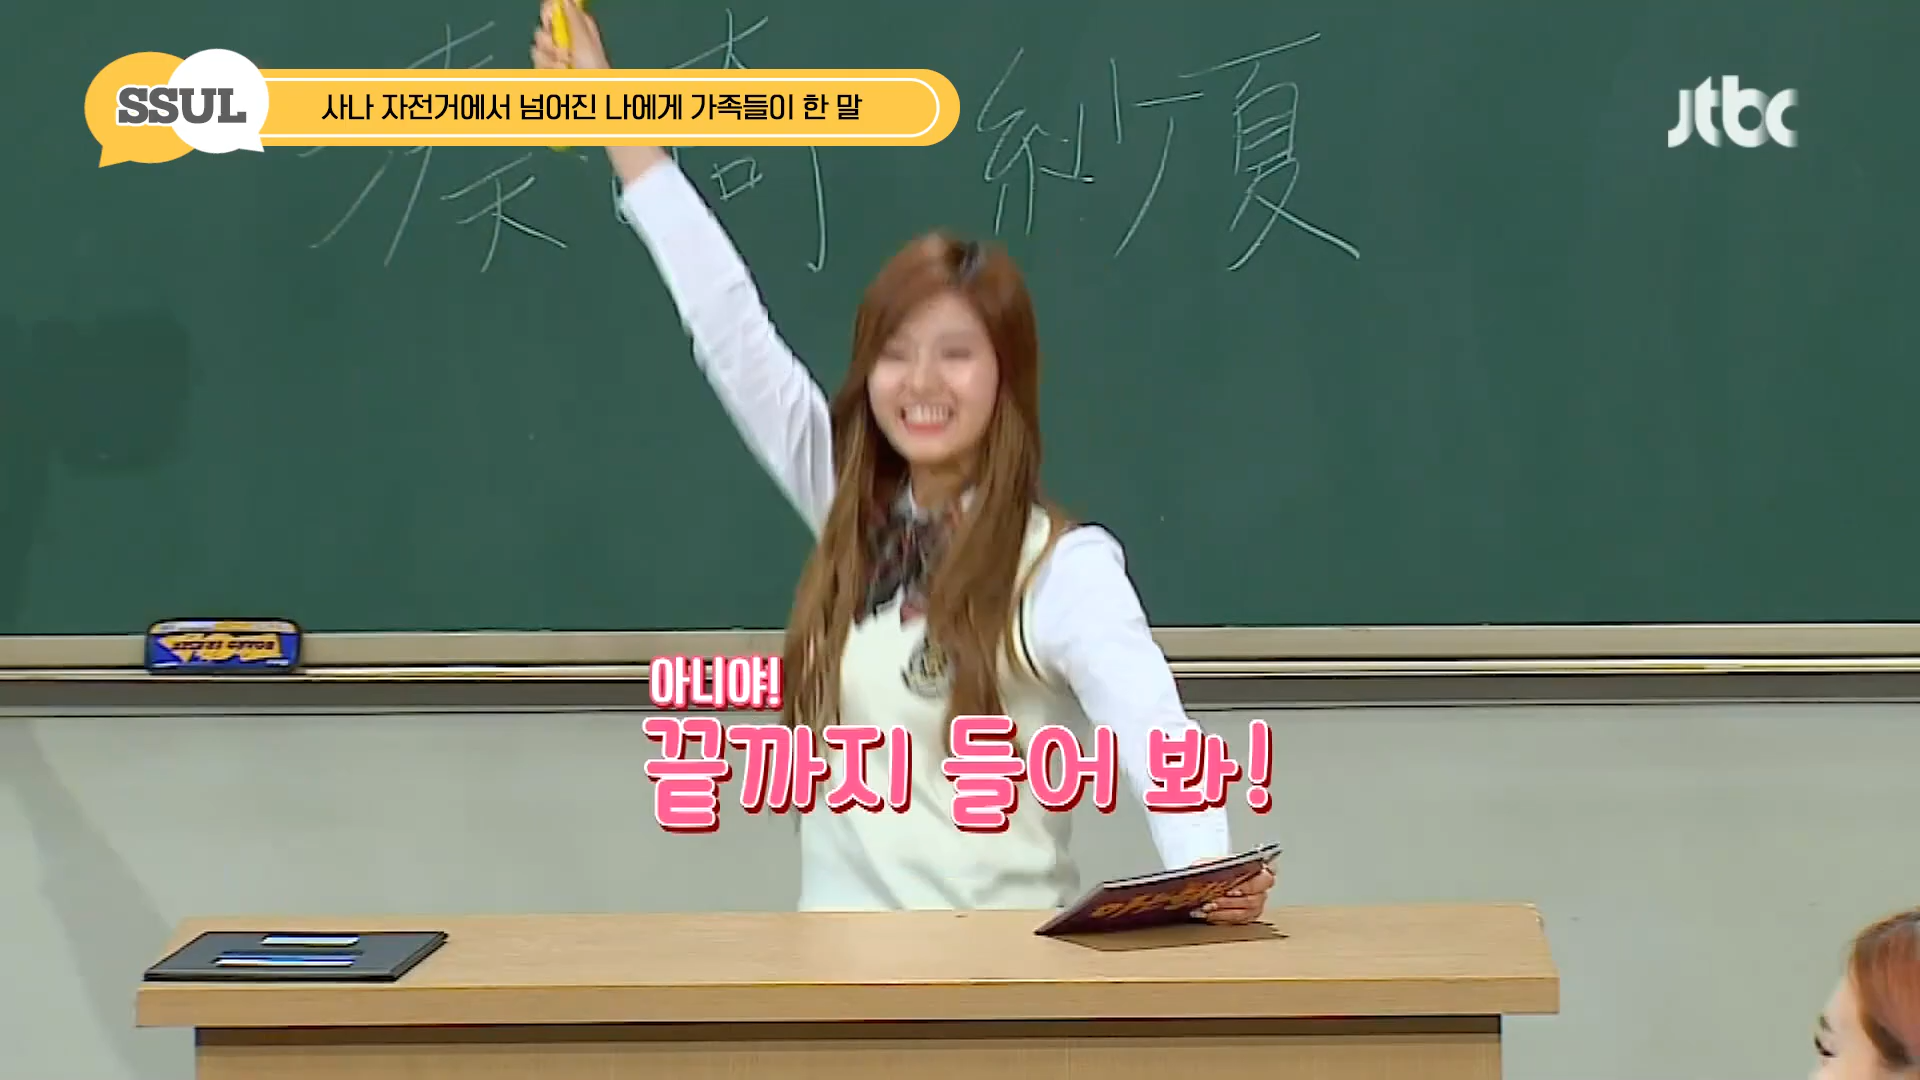 SSUL
사나 자전거에서 넘어진 나에게 가족들이 한 말
jtbc
紗夏
아니야!
끝까지 들어 봐!